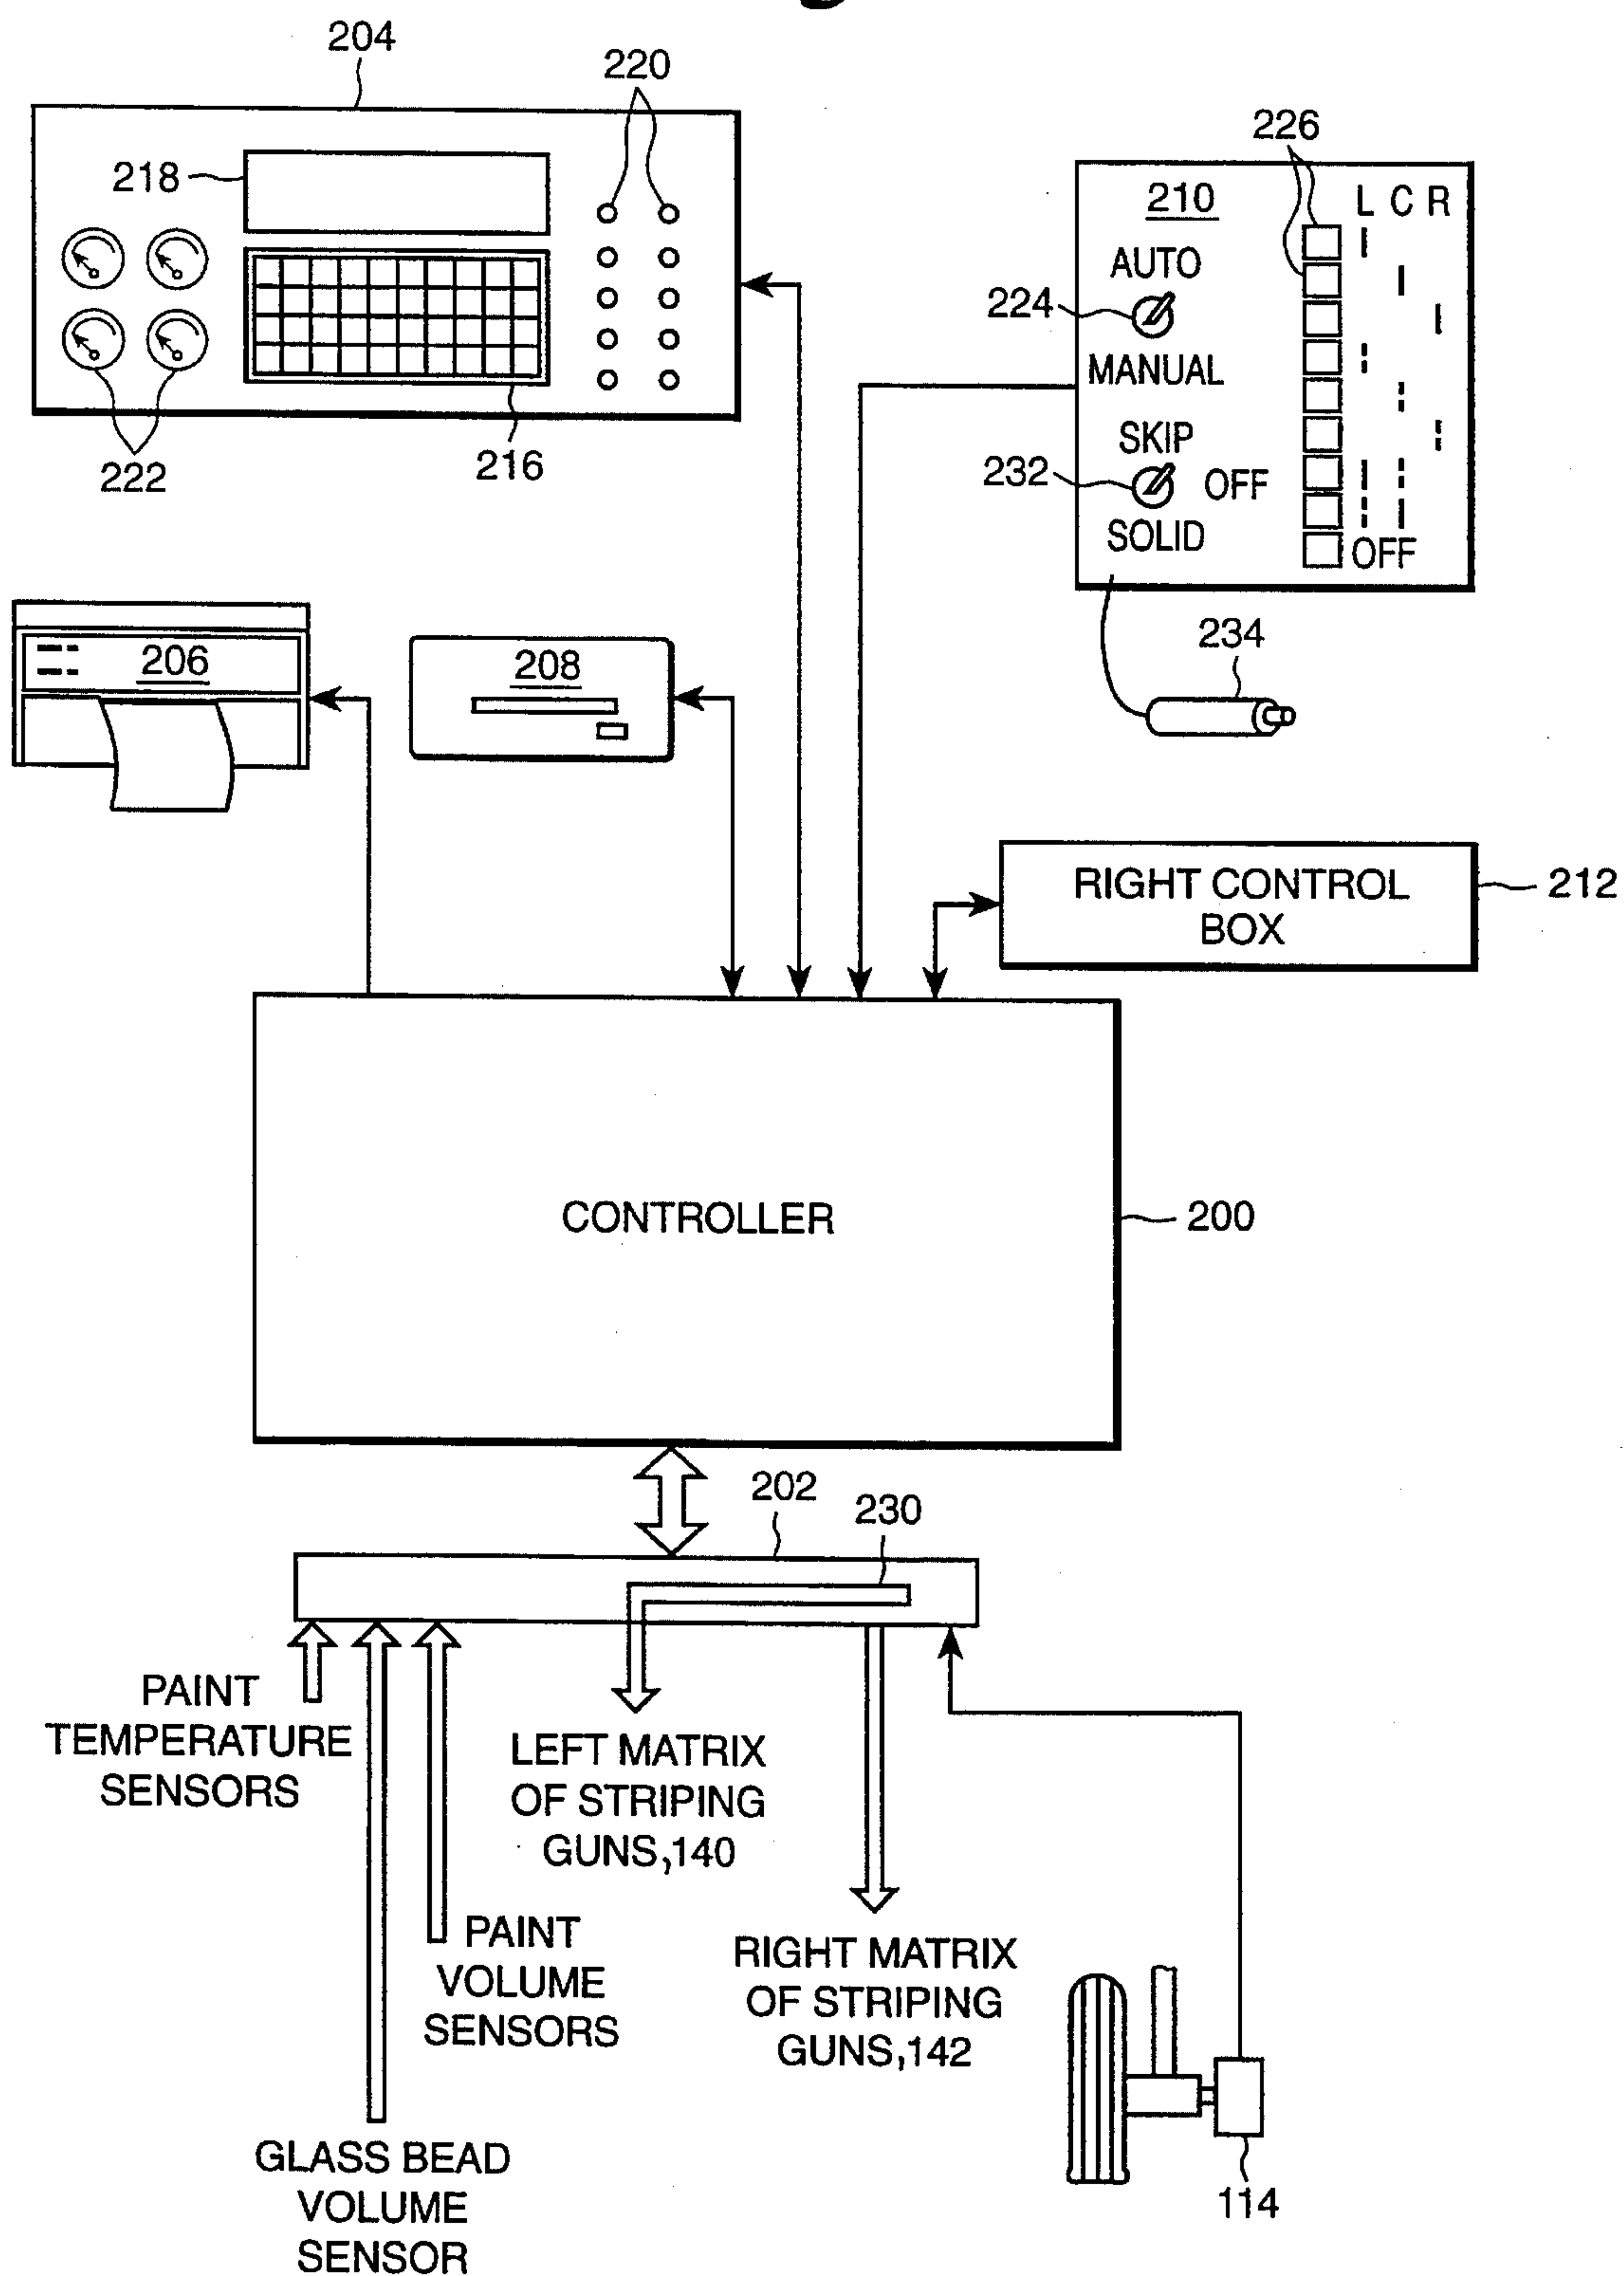 204
220
218
222
216
226
210
L C R
AUTO
224
MANUAL
SKIP
232
OFF
SOLID
OFF
234
206
208
RIGHT CONTROL
BOX
212
CONTROLLER
200
202
230
PAINT
TEMPERATURE
SENSORS
LEFT MATRIX
OF STRIPING
GUNS,140
PAINT
VOLUME
SENSORS
RIGHT MATRIX
OF STRIPING
GUNS,142
GLASS BEAD
VOLUME
SENSOR
114